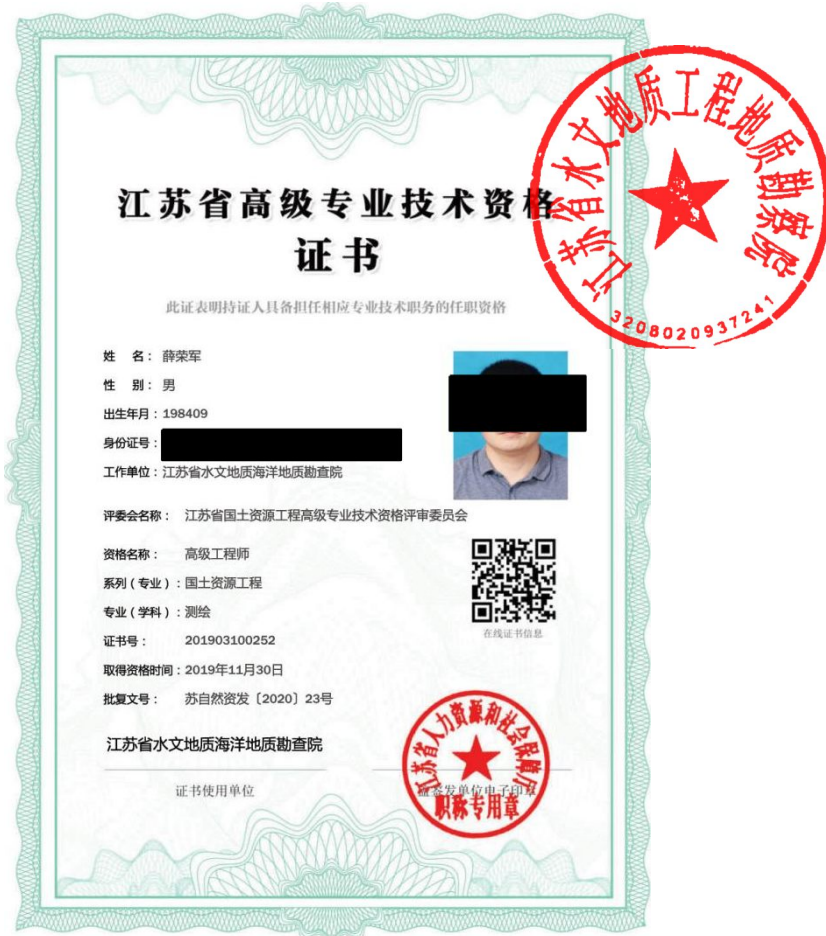 江苏省高级专业技术资格
证书
此证表明持证人具备担任相应专业技术职务的任职资格
姓 名：薛荣军
性 别：男
出生年月：198409
身份证号：
工作单位：江苏省水文地质海洋地质勘查院
评委会名称： 江苏省国土资源工程高级专业技术资格评审委员会
资格名称： 高级工程师
系列（专业）：国土资源工程
专业（学科）：测绘
证书号： 201903100252
取得资格时间：2019年11月30日
批复文号： 苏自然资发〔2020〕23号
在线证书信息
江苏省水文地质海洋地质勘查院
证书使用单位
签发单位电子印章
江苏省人力资源和社会保障厅
职称专用章
江苏省水文地质工程地质勘察院
3208020937241